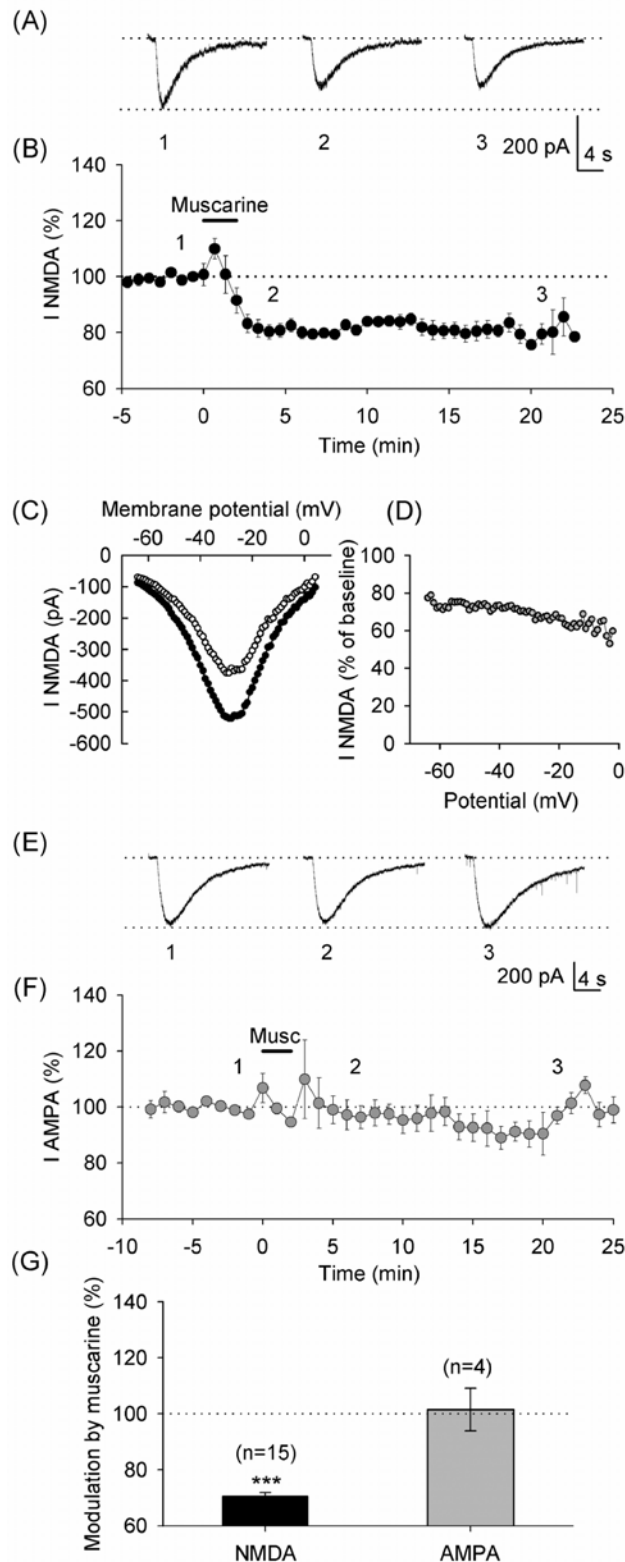 (A)
1 2 3
200 pA 4 s
(B)
140
120
100
80
60
I NMDA (%)
Muscarine
1
2
3
-5 0 5 10 15 20 25
Time (min)
(C)
Membrane potential (mV)
-60 -40 -20 0
0
-100
-200
-300
-400
-500
-600
I NMDA (pA)
(D)
100
80
60
40
20
0
I NMDA (% of baseline)
-60 -40 -20 0
Potential (mV)
(E)
1 2 3
200 pA 4 s
(F)
140
120
100
80
60
I AMPA (%)
Musc
1 2 3
-10 -5 0 5 10 15 20 25
Time (min)
(G)
140
120
100
80
60
Modulation by muscarine (%)
(n=4)
(n=15)
***
NMDA AMPA